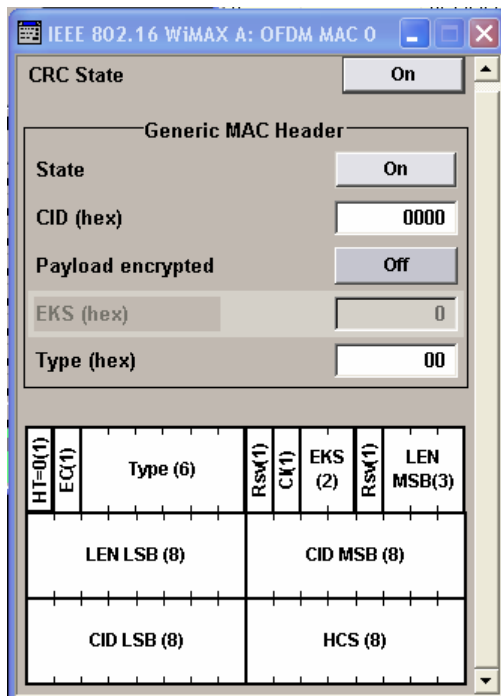 IEEE 802.16 WiMAX A: OFDM MAC 0
CRC State On
Generic MAC Header
State On
CID (hex) 0000
Payload encrypted Off
EKS (hex) 0
Type (hex) 00
HT=0(1) EC(1) Type (6) Rsv(1) CI(1) EKS (2) Rsv(1) LEN MSB(3)
LEN LSB (8) CID MSB (8)
CID LSB (8) HCS (8)